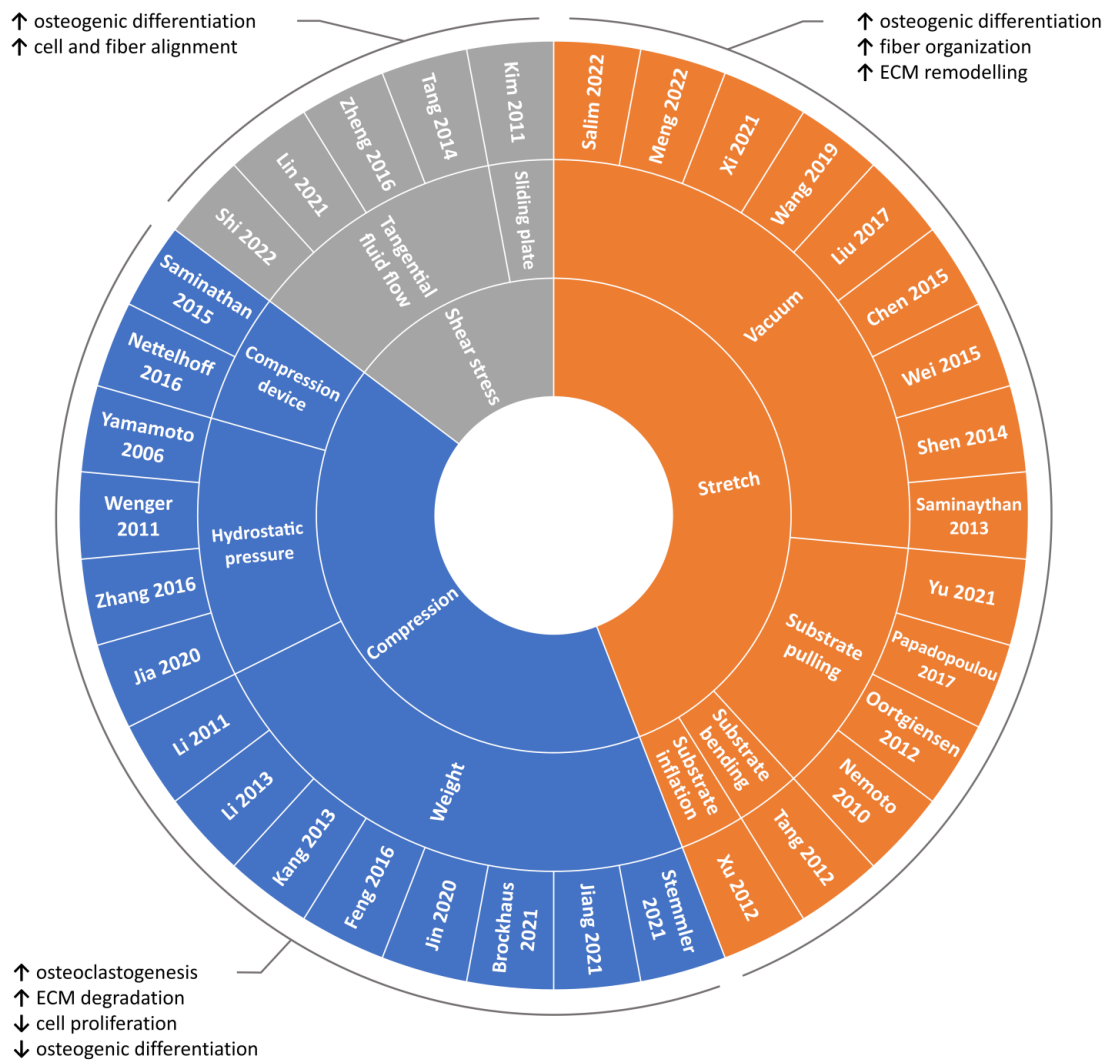 ↑ osteogenic differentiation
↑ cell and fiber alignment
↑ osteogenic differentiation
↑ fiber organization
↑ ECM remodelling
Salim 2022
Meng 2022
Xi 2021
Wang 2019
Liu 2017
Chen 2015
Wei 2015
Shen 2014
Saminaythan
2013
Yu 2021
Papadopoulou
2017
Oortgiensen
2012
Nemoto
2010
Tang 2012
Xu 2012
Stemmler
2021
Jiang 2021
Brockhaus
2021
Jin 2020
Feng 2016
Kang 2013
Li 2013
Li 2011
Jia 2020
Zhang 2016
Wenger
2011
Yamamoto
2006
Nettelhoff
2016
Saminathan
2015
Shi 2022
Lin 2021
Zheng 2016
Tang 2014
Kim 2011
Vacuum
Substrate
pulling
Substrate
bending
Substrate
inflation
Weight
Hydrostatic
pressure
Compression
device
Tangential
fluid flow
Sliding plate
Stretch
Compression
Shear stress
↑ osteoclastogenesis
↑ ECM degradation
↓ cell proliferation
↓ osteogenic differentiation